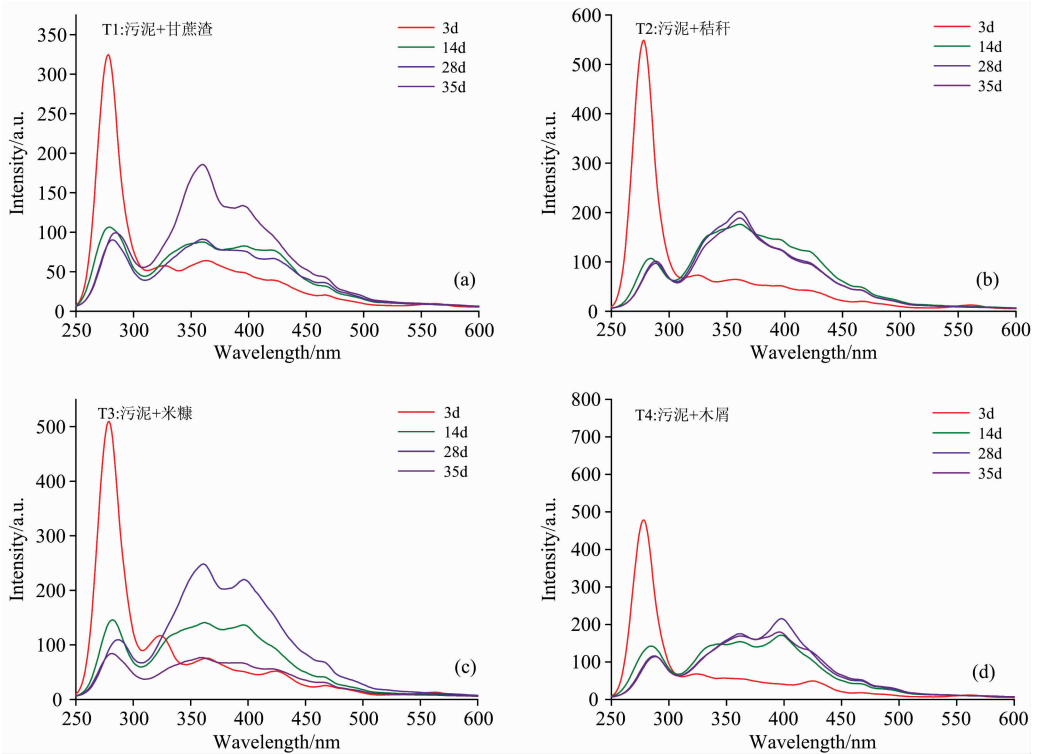 T1:污泥+甘蔗渣
3d
14d
28d
35d
350
300
250
200
150
100
50
0
Intensity/a.u.
(a)
250 300 350 400 450 500 550 600
Wavelength/nm
T2:污泥+秸秆
3d
14d
28d
35d
600
500
400
300
200
100
0
Intensity/a.u.
(b)
250 300 350 400 450 500 550 600
Wavelength/nm
T3:污泥+米糠
3d
14d
28d
35d
500
400
300
200
100
0
Intensity/a.u.
(c)
250 300 350 400 450 500 550 600
Wavelength/nm
T4:污泥+木屑
3d
14d
28d
35d
800
700
600
500
400
300
200
100
0
Intensity/a.u.
(d)
250 300 350 400 450 500 550 600
Wavelength/nm